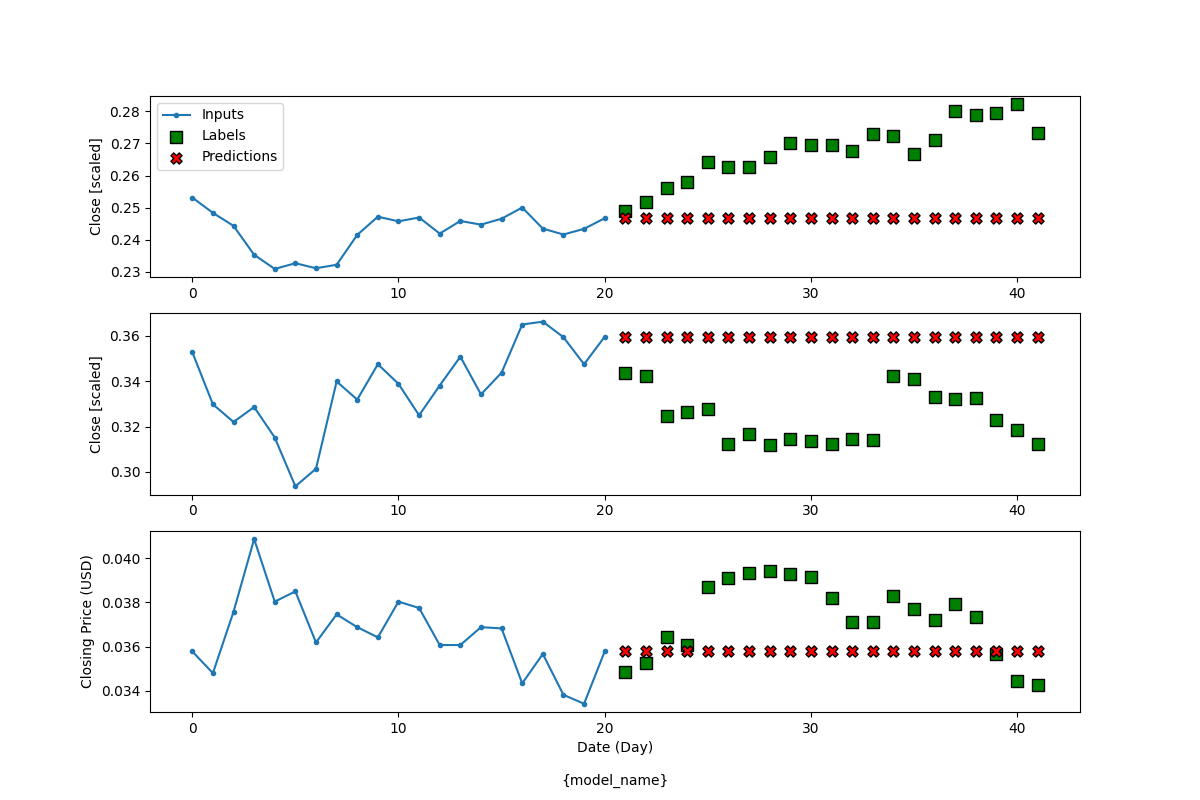 Close [scaled]
0.28
0.27
0.26
0.25
0.24
0.23
Inputs
Labels
Predictions
0 10 20 30 40
Close [scaled]
0.36
0.34
0.32
0.30
0 10 20 30 40
Closing Price (USD)
0.040
0.038
0.036
0.034
0 10 20 30 40
Date (Day)
{model_name}